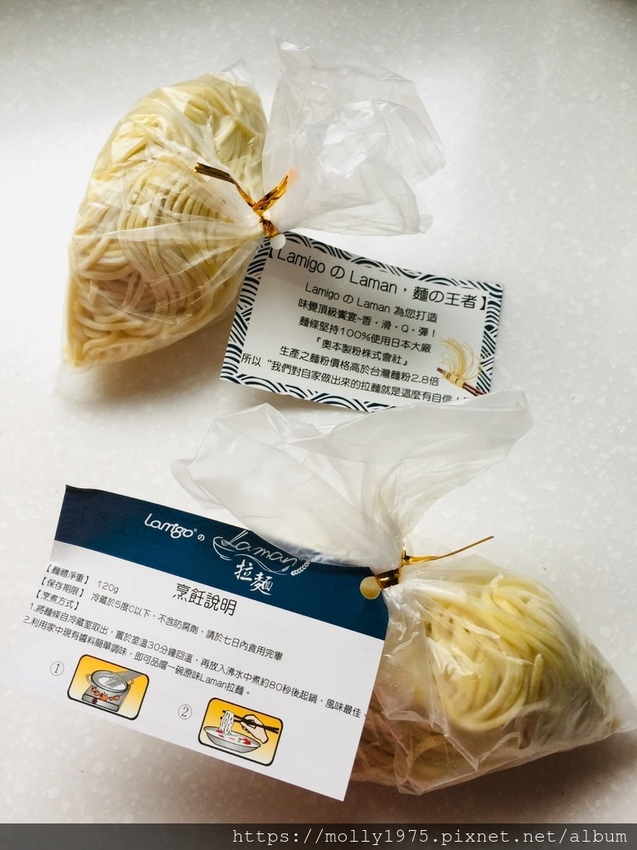 【Lamigo の Laman，麵の王者】
Lamigo の Laman 為您打造
味覺頂級饗宴~香‧滑‧Q‧彈！
麵條堅持100%使用日本大廠
『奧本製粉株式會社』
生產之麵粉價格高於台灣麵粉2.8倍
所以"我們對自家做出來的拉麵就是這麼有自信！
Lamigo® の Laman
拉麵
烹飪說明
【麵體淨重】 120g
【保存期限】 冷藏於5度C以下，不含防腐劑，請於七日內食用完畢
【烹煮方式】
1.將麵條自冷藏室取出，置於室溫30分鐘回溫，再放入沸水中煮約80秒後起鍋，風味最佳
2.利用家中現有醬料簡單調味，即可品嚐一碗原味Laman拉麵。
①
②
https://molly1975.pixnet.net/album